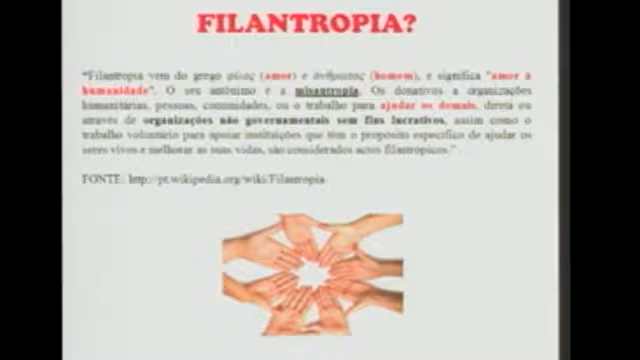 FILANTROPIA?
"Filantropia vem do grego φίλος (amor) e άνθρωπος (homem), e significa "amor à
humanidade". O seu antônimo é a misantropia. Os donativos a organizações
humanitárias, pessoas, comunidades, ou o trabalho para ajudar os demais, direta ou
através de organizações não governamentais sem fins lucrativos, assim como o
trabalho voluntário para apoiar instituições que têm o propósito específico de ajudar os
seres vivos e melhorar as suas vidas, são considerados actos filantrópicos."
FONTE: http://pt.wikipedia.org/wiki/Filantropia